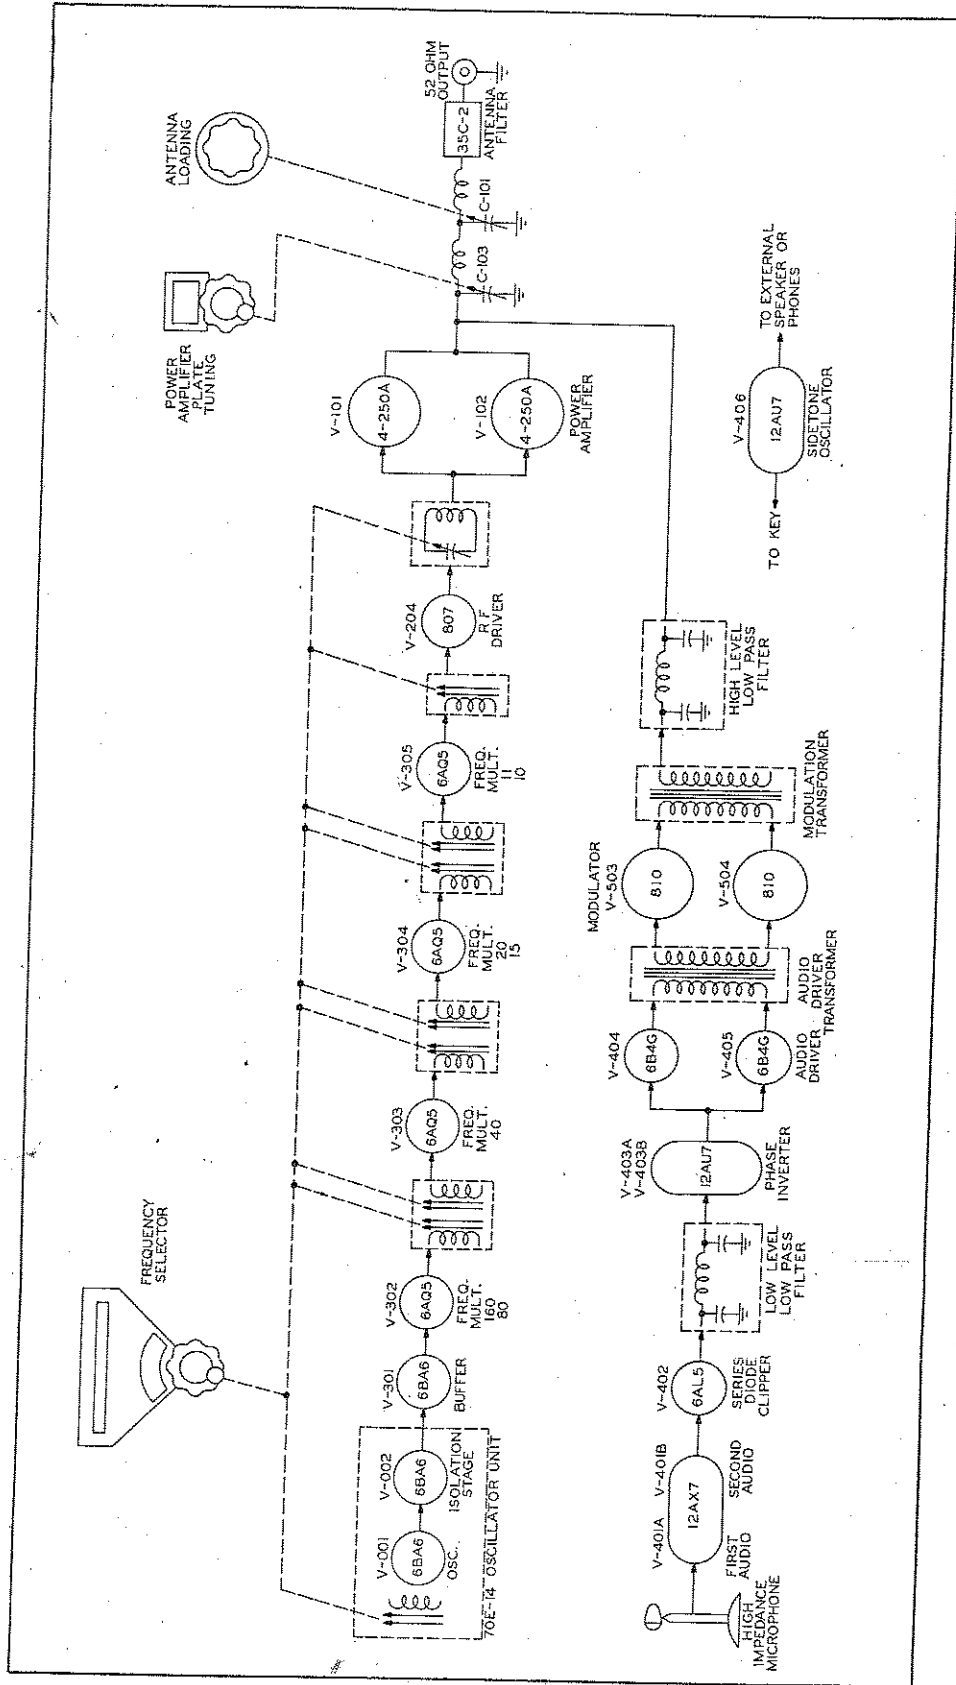 FREQUENCY
SELECTOR
POWER
AMPLIFIER
PLATE
TUNING
ANTENNA
LOADING
V-001
6BA6
OSC.
V-002
6BA6
ISOLATION
STAGE
70E-14 OSCILLATOR UNIT
V-301
6BA6
BUFFER
V-302
6AQ5
FREQ.
MULT.
160
80
V-303
6AQ5
FREQ.
MULT.
40
V-304
6AQ5
FREQ.
MULT.
20
15
V-305
6AQ5
FREQ.
MULT.
11
10
V-204
807
R F
DRIVER
V-101
4-250A
V-102
4-250A
POWER
AMPLIFIER
C-103
C-101
35C-2
ANTENNA
FILTER
52 OHM
OUTPUT
HIGH
IMPEDANCE
MICROPHONE
V-401A
V-401B
12AX7
FIRST
AUDIO
SECOND
AUDIO
V-402
6AL5
SERIES
DIODE
CLIPPER
LOW LEVEL
LOW PASS
FILTER
V-403A
V-403B
12AU7
PHASE
INVERTER
V-404
6B4G
V-405
6B4G
AUDIO
DRIVER
AUDIO
DRIVER
TRANSFORMER
MODULATOR
V-503
810
V-504
810
MODULATION
TRANSFORMER
HIGH LEVEL
LOW PASS
FILTER
TO KEY
V-406
12AU7
SIDETONE
OSCILLATOR
TO EXTERNAL
SPEAKER OR
PHONES